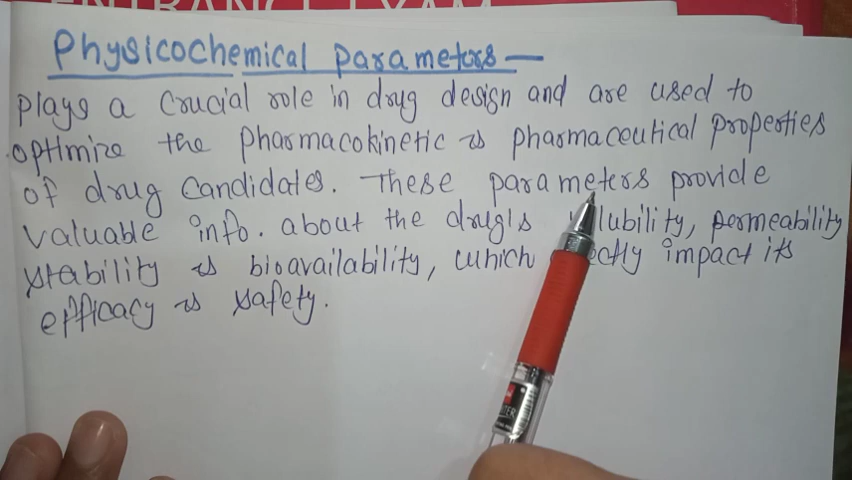 ENTRANCE EXAM
Physicochemical Parameters —
plays a crucial role in drug design and are used to
optimize the pharmacokinetic & pharmaceutical properties
of drug candidates. These parameters provide
valuable info. about the drug's lubility, permeability
stability & bioavailability, which ectly impact its
efficacy & safety.